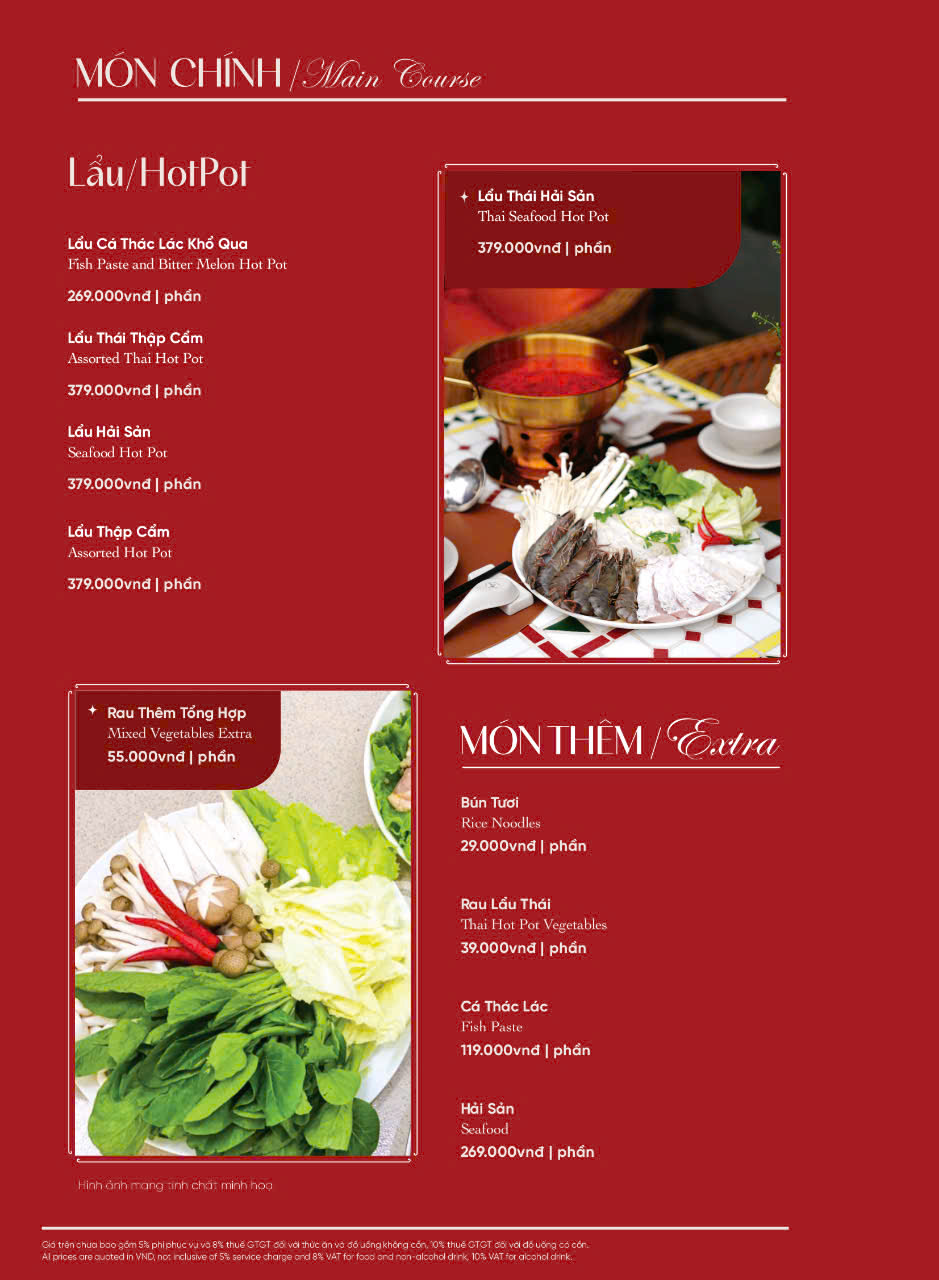 MÓN CHÍNH / Main Course
Lẩu/HotPot
Lẩu Cá Thác Lác Khổ Qua
Fish Paste and Bitter Melon Hot Pot
269.000vnđ | phần
Lẩu Thái Thập Cẩm
Assorted Thai Hot Pot
379.000vnđ | phần
Lẩu Hải Sản
Seafood Hot Pot
379.000vnđ | phần
Lẩu Thập Cẩm
Assorted Hot Pot
379.000vnđ | phần
Lẩu Thái Hải Sản
Thai Seafood Hot Pot
379.000vnđ | phần
Rau Thêm Tổng Hợp
Mixed Vegetables Extra
55.000vnđ | phần
MÓN THÊM / Extra
Bún Tươi
Rice Noodles
29.000vnđ | phần
Rau Lẩu Thái
Thai Hot Pot Vegetables
39.000vnđ | phần
Cá Thác Lác
Fish Paste
119.000vnđ | phần
Hải Sản
Seafood
269.000vnđ | phần
Hình ảnh mang tính chất minh hoạ
Giá trên chưa bao gồm 5% phí phục vụ và 8% thuế GTGT đối với thức ăn và đồ uống không cồn, 10% thuế GTGT đối với đồ uống có cồn.
Al prices are quoted in VND, not inclusive of 5% service charge and 8% VAT for food and non-alcohol drink, 10% VAT for alcohol drink.